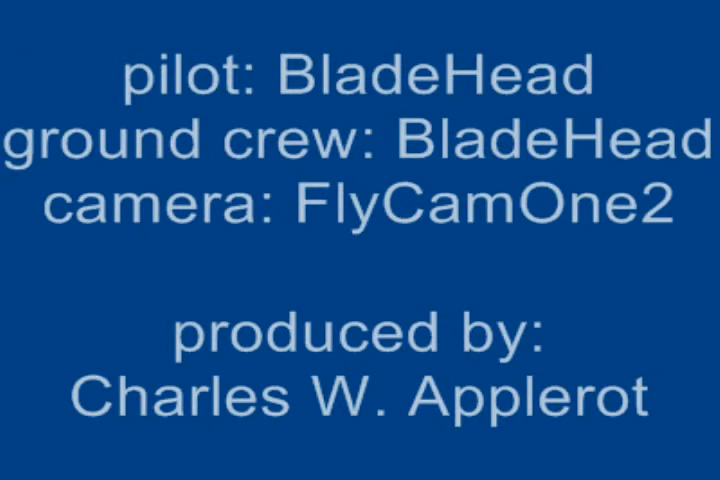 pilot: BladeHead
ground crew: BladeHead
camera: FlyCamOne2
produced by:
Charles W. Applerot